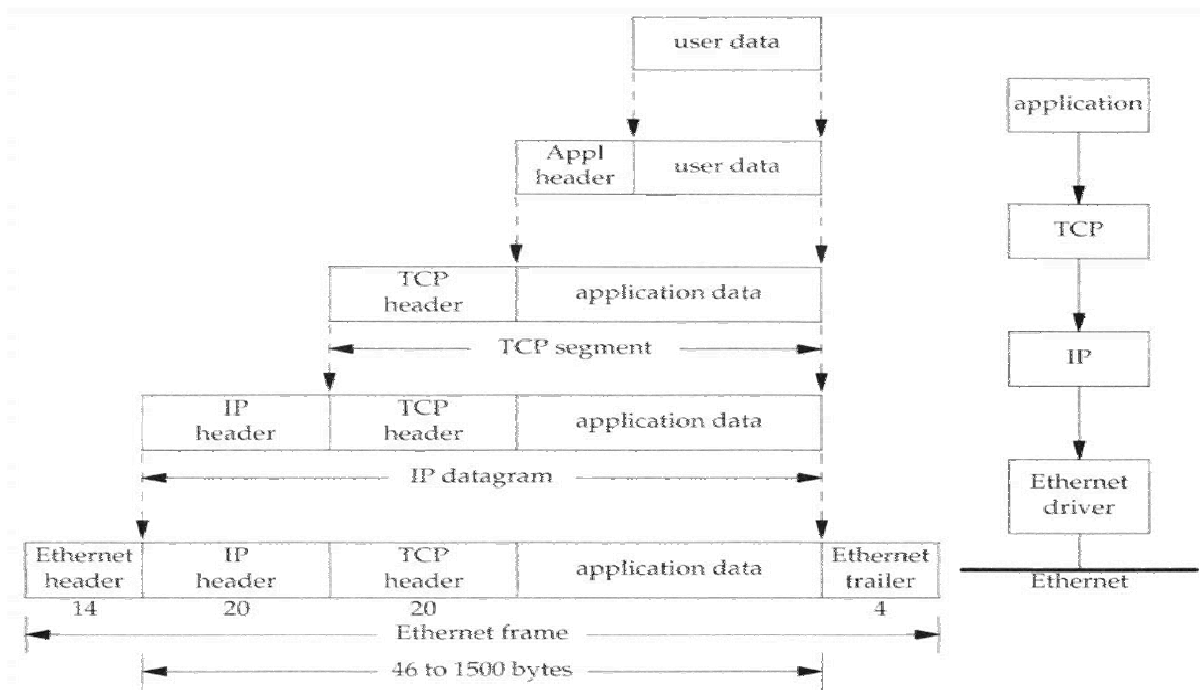 user data
application
Appl
header
user data
TCP
TCP
header
application data
TCP segment
IP
IP
header
TCP
header
application data
IP datagram
Ethernet
driver
Ethernet
header
IP
header
TCP
header
application data
Ethernet
trailer
Ethernet
14
20
20
4
Ethernet frame
46 to 1500 bytes